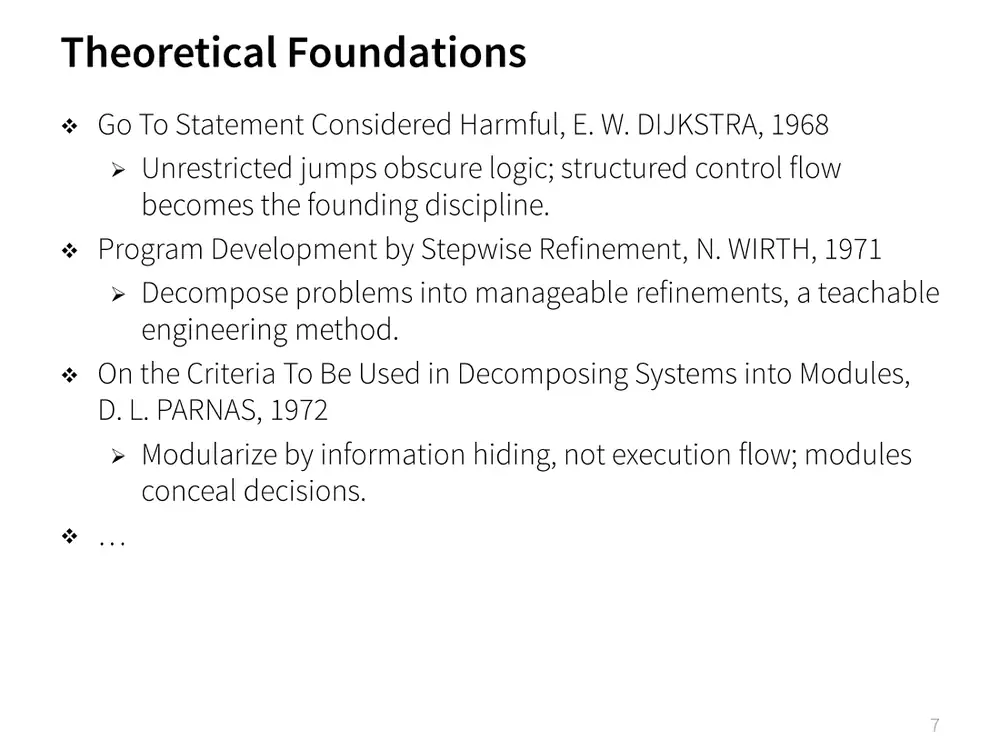 Theoretical Foundations
❖ Go To Statement Considered Harmful, E. W. DIJKSTRA, 1968
➢ Unrestricted jumps obscure logic; structured control flow
becomes the founding discipline.
❖ Program Development by Stepwise Refinement, N. WIRTH, 1971
➢ Decompose problems into manageable refinements, a teachable
engineering method.
❖ On the Criteria To Be Used in Decomposing Systems into Modules,
D. L. PARNAS, 1972
➢ Modularize by information hiding, not execution flow; modules
conceal decisions.
❖ …
7